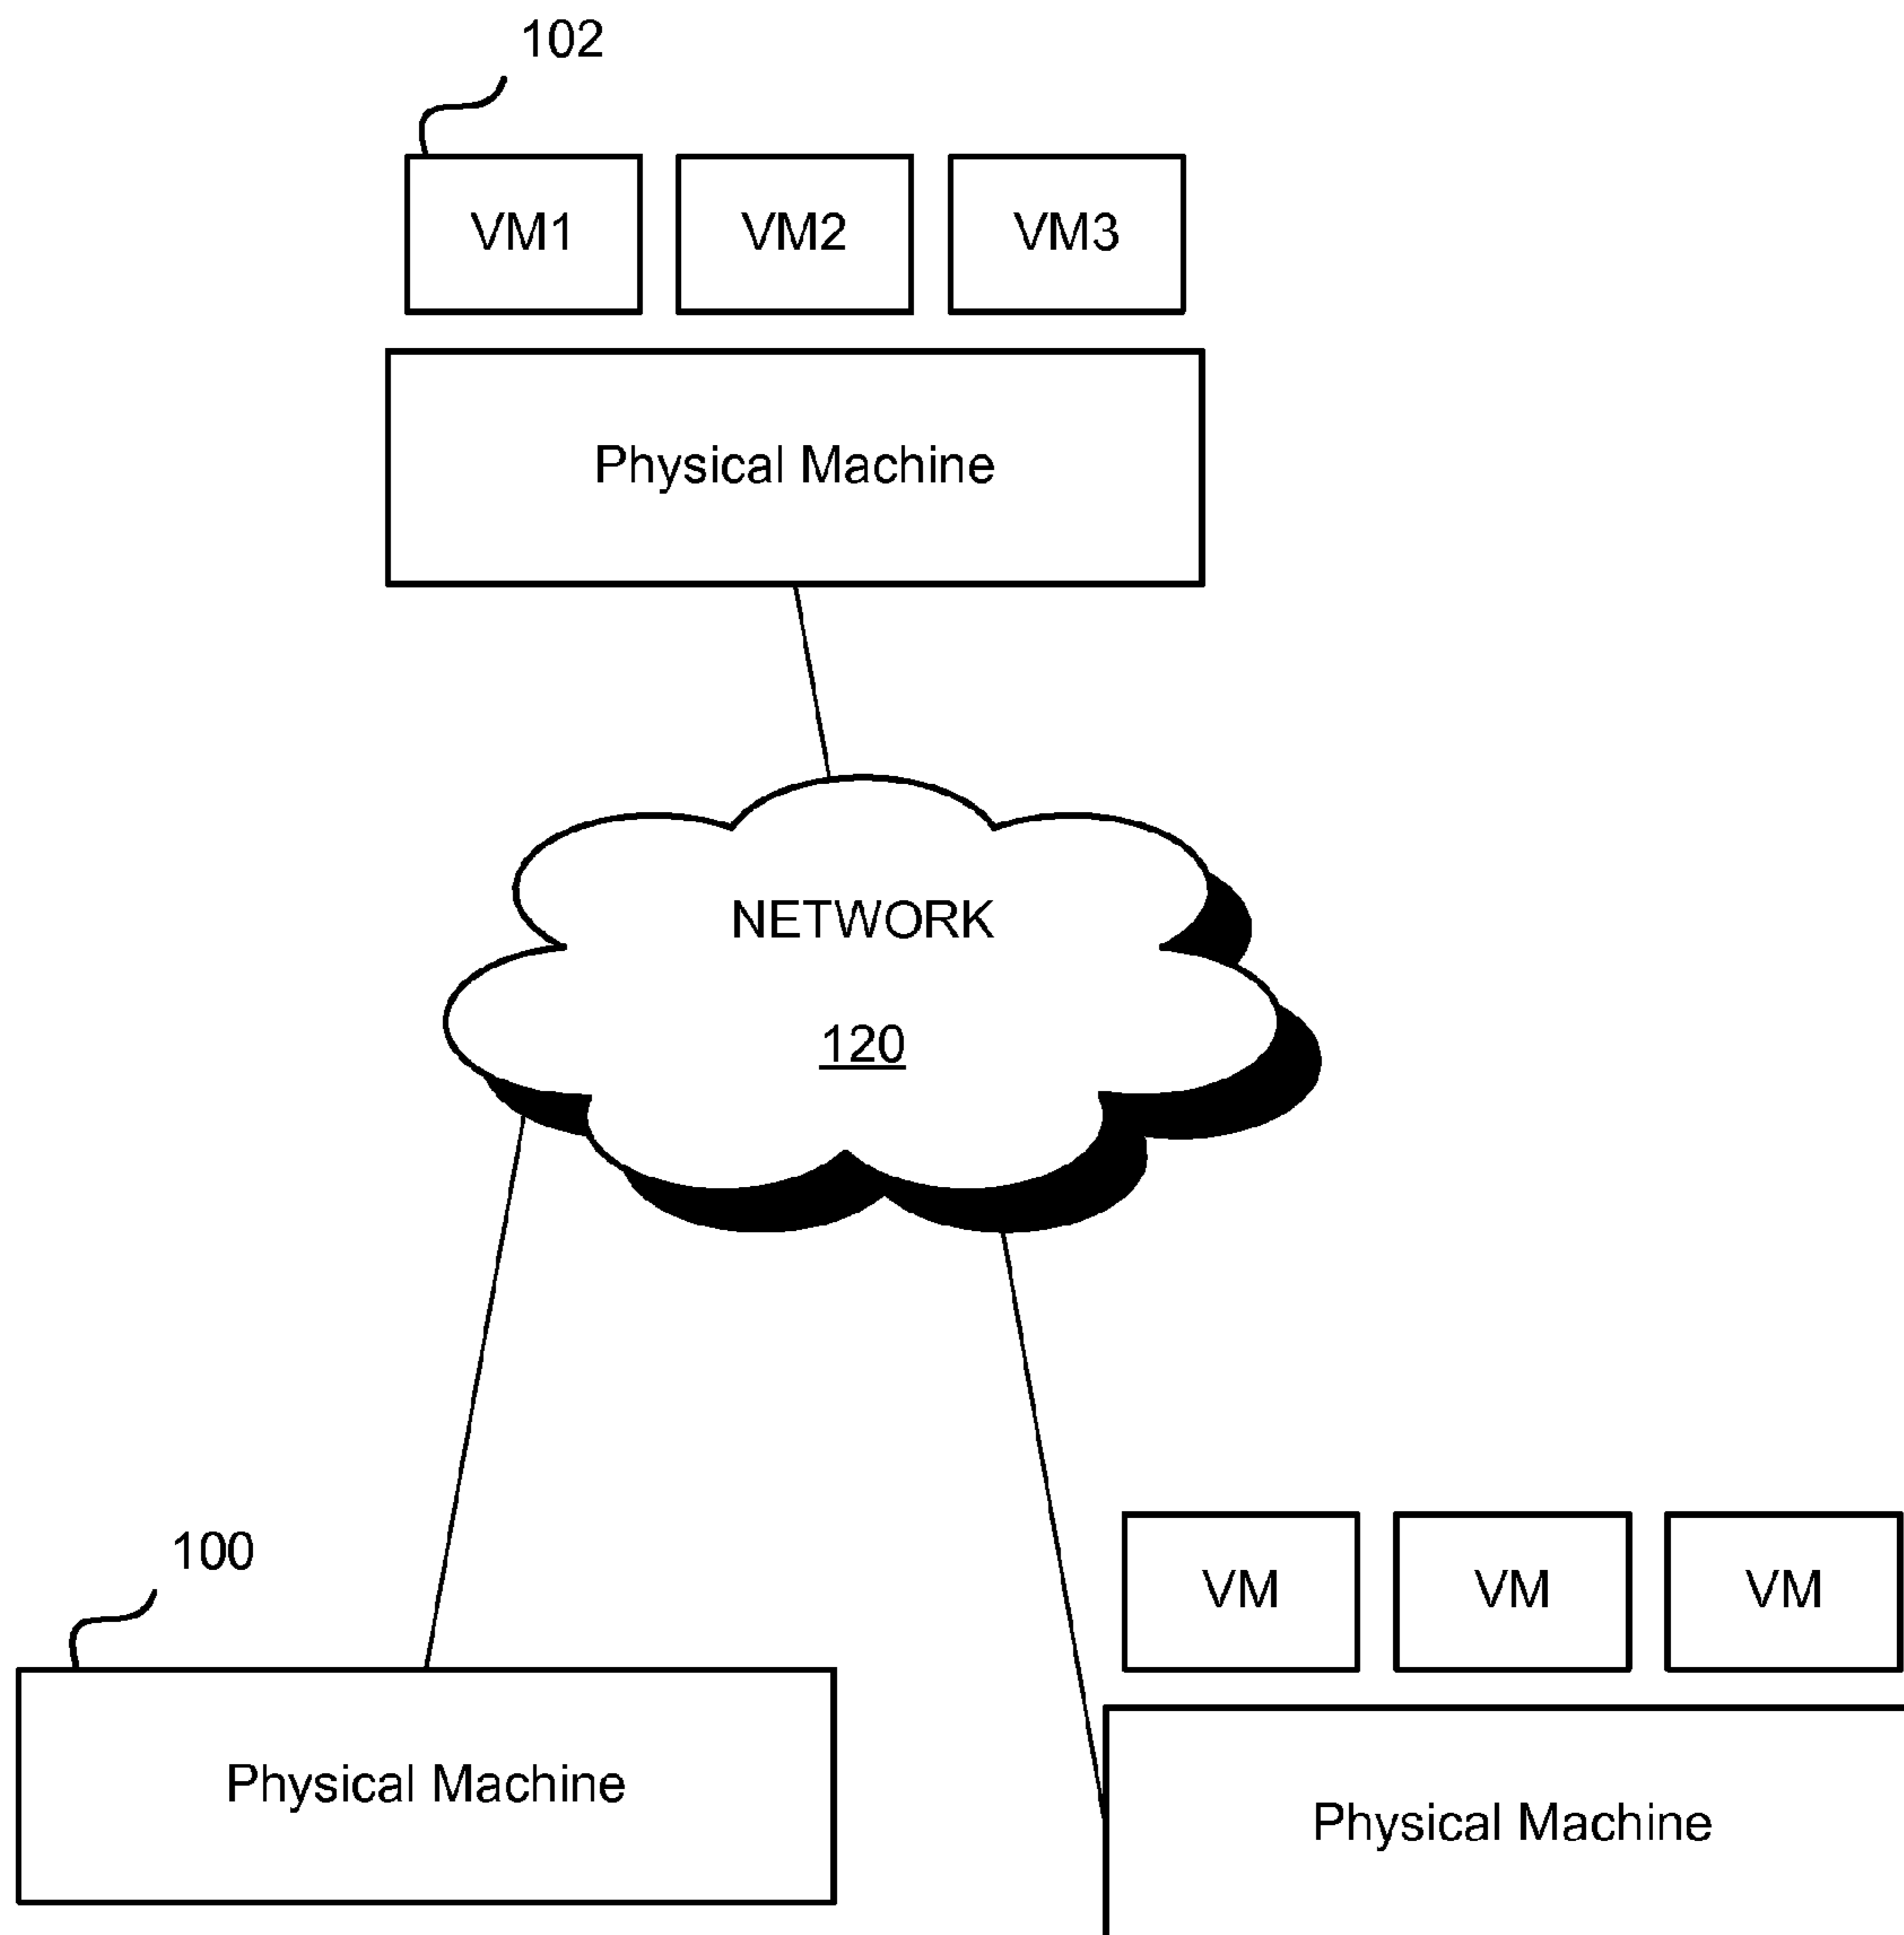 102
VM1 VM2 VM3
Physical Machine
NETWORK
120
100
VM VM VM
Physical Machine
Physical Machine